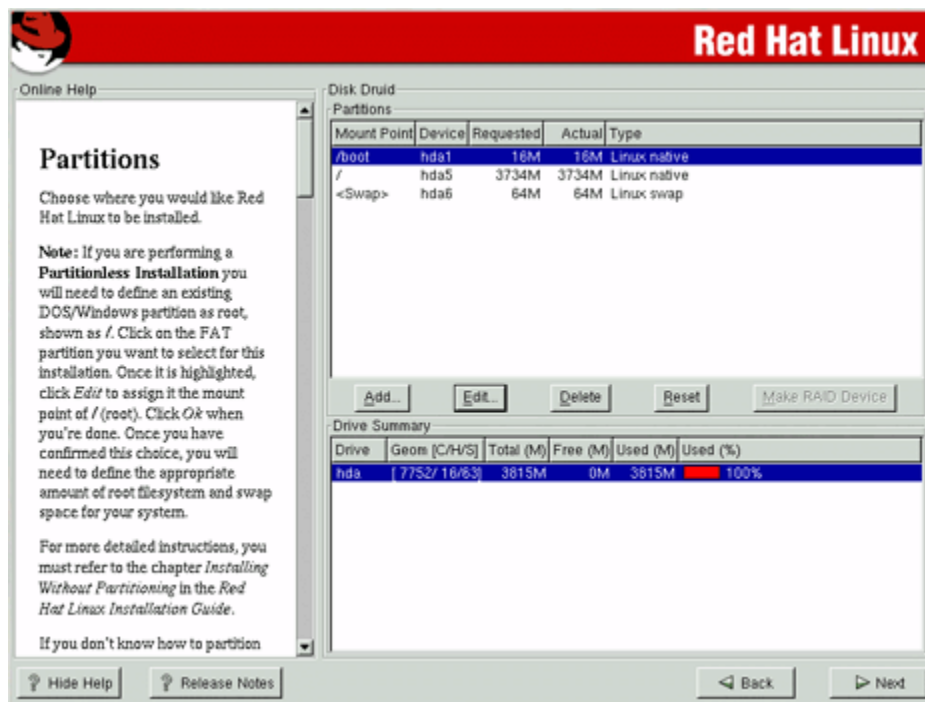 Red Hat Linux
Online Help
Partitions
Choose where you would like Red
Hat Linux to be installed.
Note: If you are performing a
Partitionless Installation you
will need to define an existing
DOS/Windows partition as root,
shown as /. Click on the FAT
partition you want to select for this
installation. Once it is highlighted,
click Edit to assign it the mount
point of / (root). Click Ok when
you're done. Once you have
confirmed this choice, you will
need to define the appropriate
amount of root filesystem and swap
space for your system.
For more detailed instructions, you
must refer to the chapter Installing
Without Partitioning in the Red
Hat Linux Installation Guide.
If you don't know how to partition
Disk Druid
Partitions
Mount Point Device Requested Actual Type
/boot hda1 16M 16M Linux native
/ hda5 3734M 3734M Linux native
<Swap> hda6 64M 64M Linux swap
Add... Edit... Delete Reset Make RAID Device
Drive Summary
Drive Geom [C/H/S] Total (M) Free (M) Used (M) Used (%)
hda [ 7752/ 16/63] 3815M 0M 3815M 100%
? Hide Help ? Release Notes Back Next